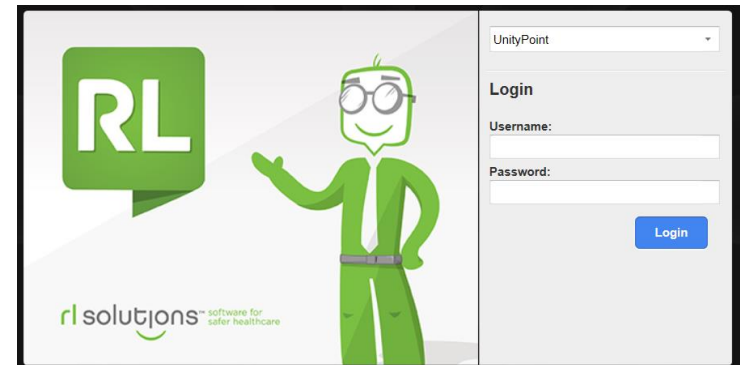 RL
rl solutions™ software for
safer healthcare
UnityPoint
Login
Username:
Password:
Login